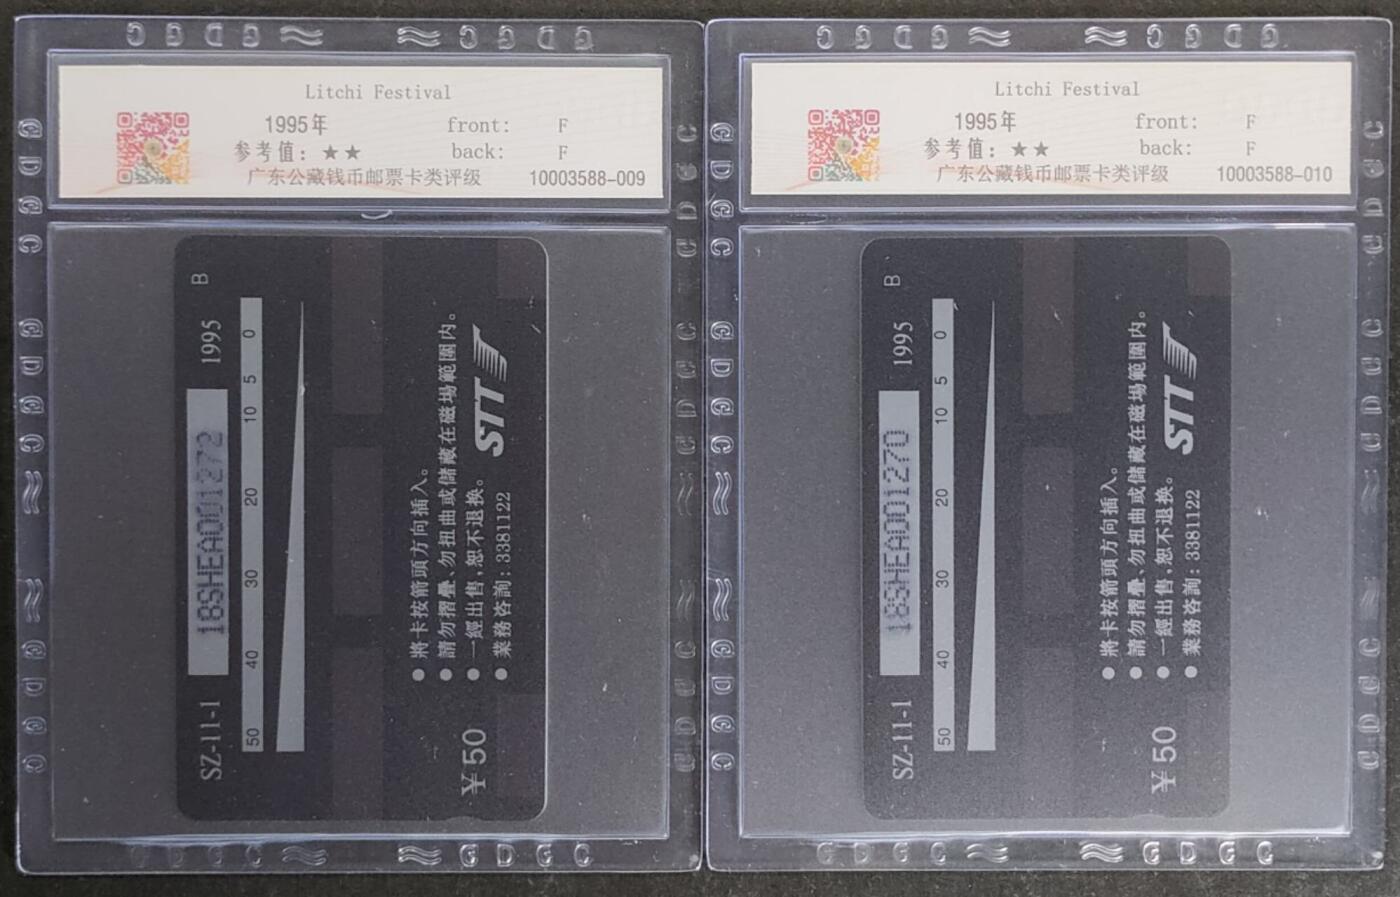 Litchi Festival
1995年 front: F
参考值：★★ back: F
广东公藏钱币邮票卡类评级 10003588-009
SZ-11-1 18SHEA001272 1995 B
50 40 30 20 10 5 0
● 將卡按箭頭方向插入。
● 請勿摺疊、勿扭曲或儲藏在磁場範圍内。
● 一經出售,恕不退换。
● 業務咨詢:3381122
¥50 STT
Litchi Festival
1995年 front: F
参考值：★★ back: F
广东公藏钱币邮票卡类评级 10003588-010
SZ-11-1 18SHEA001270 1995 B
50 40 30 20 10 5 0
● 將卡按箭頭方向插入。
● 請勿摺疊、勿扭曲或儲藏在磁場範圍内。
● 一經出售,恕不退换。
● 業務咨詢:3381122
¥50 STT